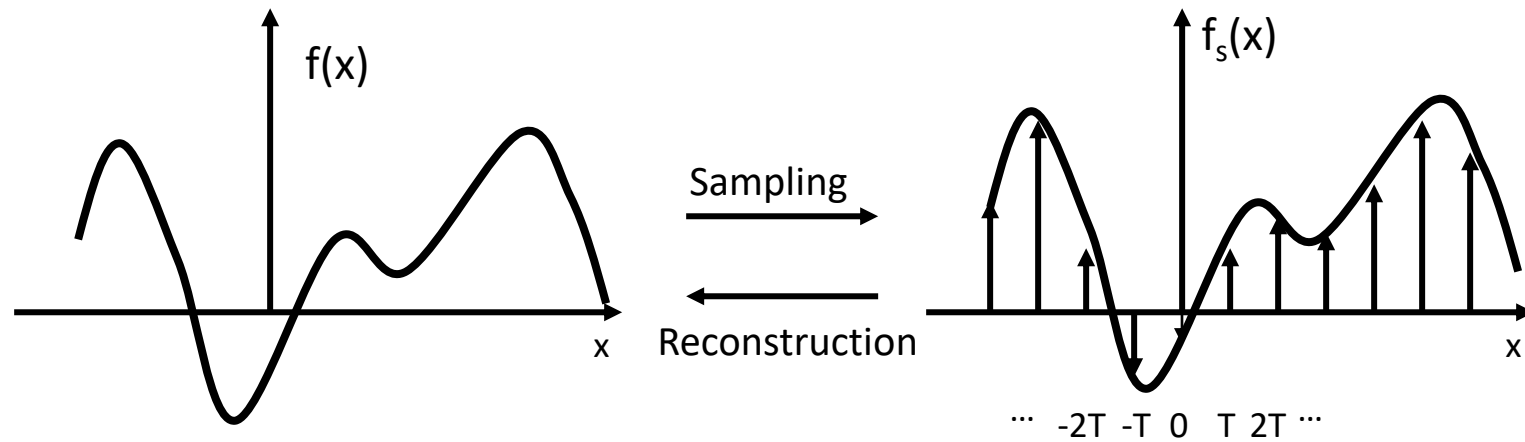 f(x)
x
Sampling
Reconstruction
fₛ(x)
x
... -2T -T 0 T 2T ...